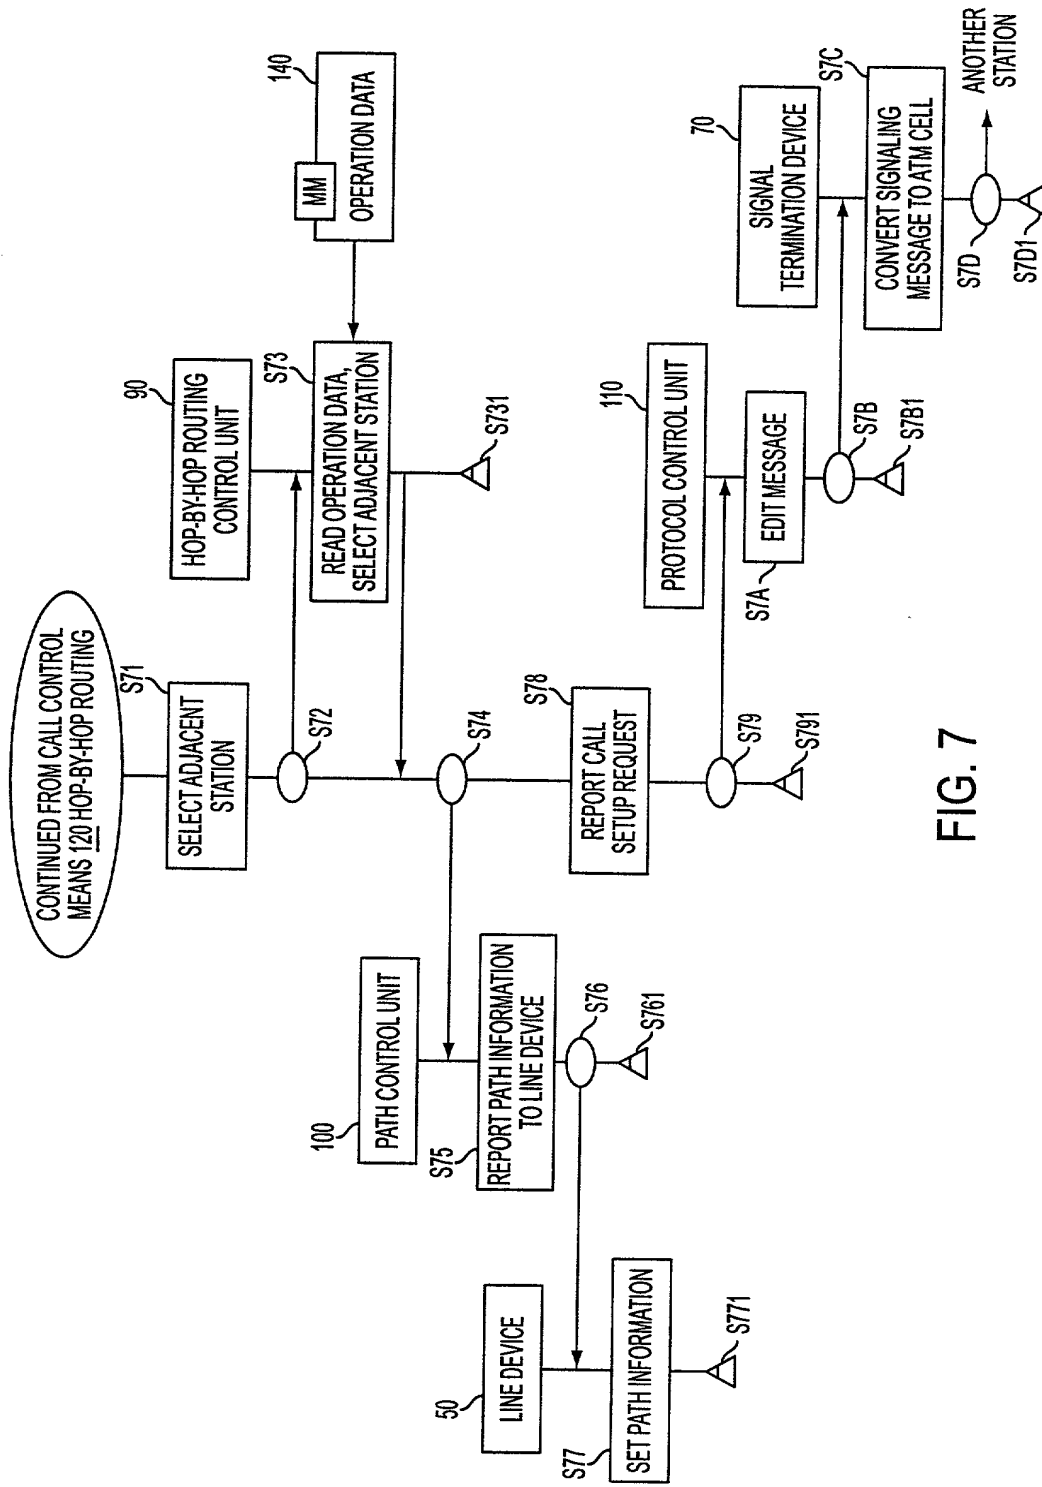 CONTINUED FROM CALL CONTROL
MEANS 120 HOP-BY-HOP ROUTING
S71
SELECT ADJACENT
STATION
S72
90
HOP-BY-HOP ROUTING
CONTROL UNIT
S73
READ OPERATION DATA,
SELECT ADJACENT STATION
S731
140
MM
OPERATION DATA
S74
100
PATH CONTROL UNIT
S75
REPORT PATH INFORMATION
TO LINE DEVICE
S76
S761
50
LINE DEVICE
S77
SET PATH INFORMATION
S771
S78
REPORT CALL
SETUP REQUEST
S79
S791
110
PROTOCOL CONTROL UNIT
S7A
EDIT MESSAGE
S7B
S7B1
70
SIGNAL
TERMINATION DEVICE
S7C
CONVERT SIGNALING
MESSAGE TO ATM CELL
S7D
S7D1
ANOTHER
STATION
FIG. 7